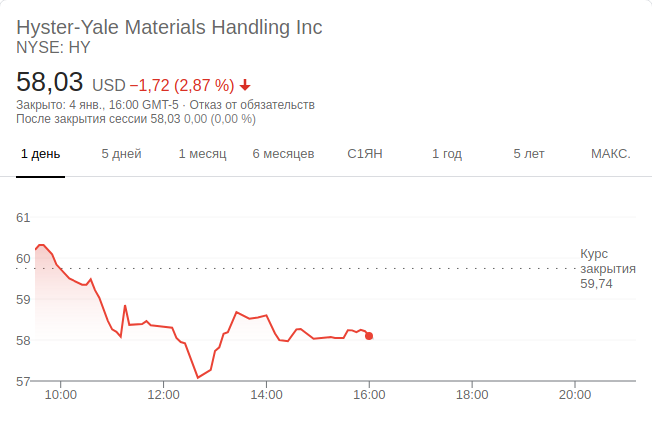 Hyster-Yale Materials Handling Inc
NYSE: HY
58,03 USD −1,72 (2,87 %)
Закрыто: 4 янв., 16:00 GMT-5 · Отказ от обязательств
После закрытия сессии 58,03 0,00 (0,00 %)
1 день 5 дней 1 месяц 6 месяцев С1ЯН 1 год 5 лет МАКС.
61
60
59
58
57
Курс
закрытия
59,74
10:00 12:00 14:00 16:00 18:00 20:00